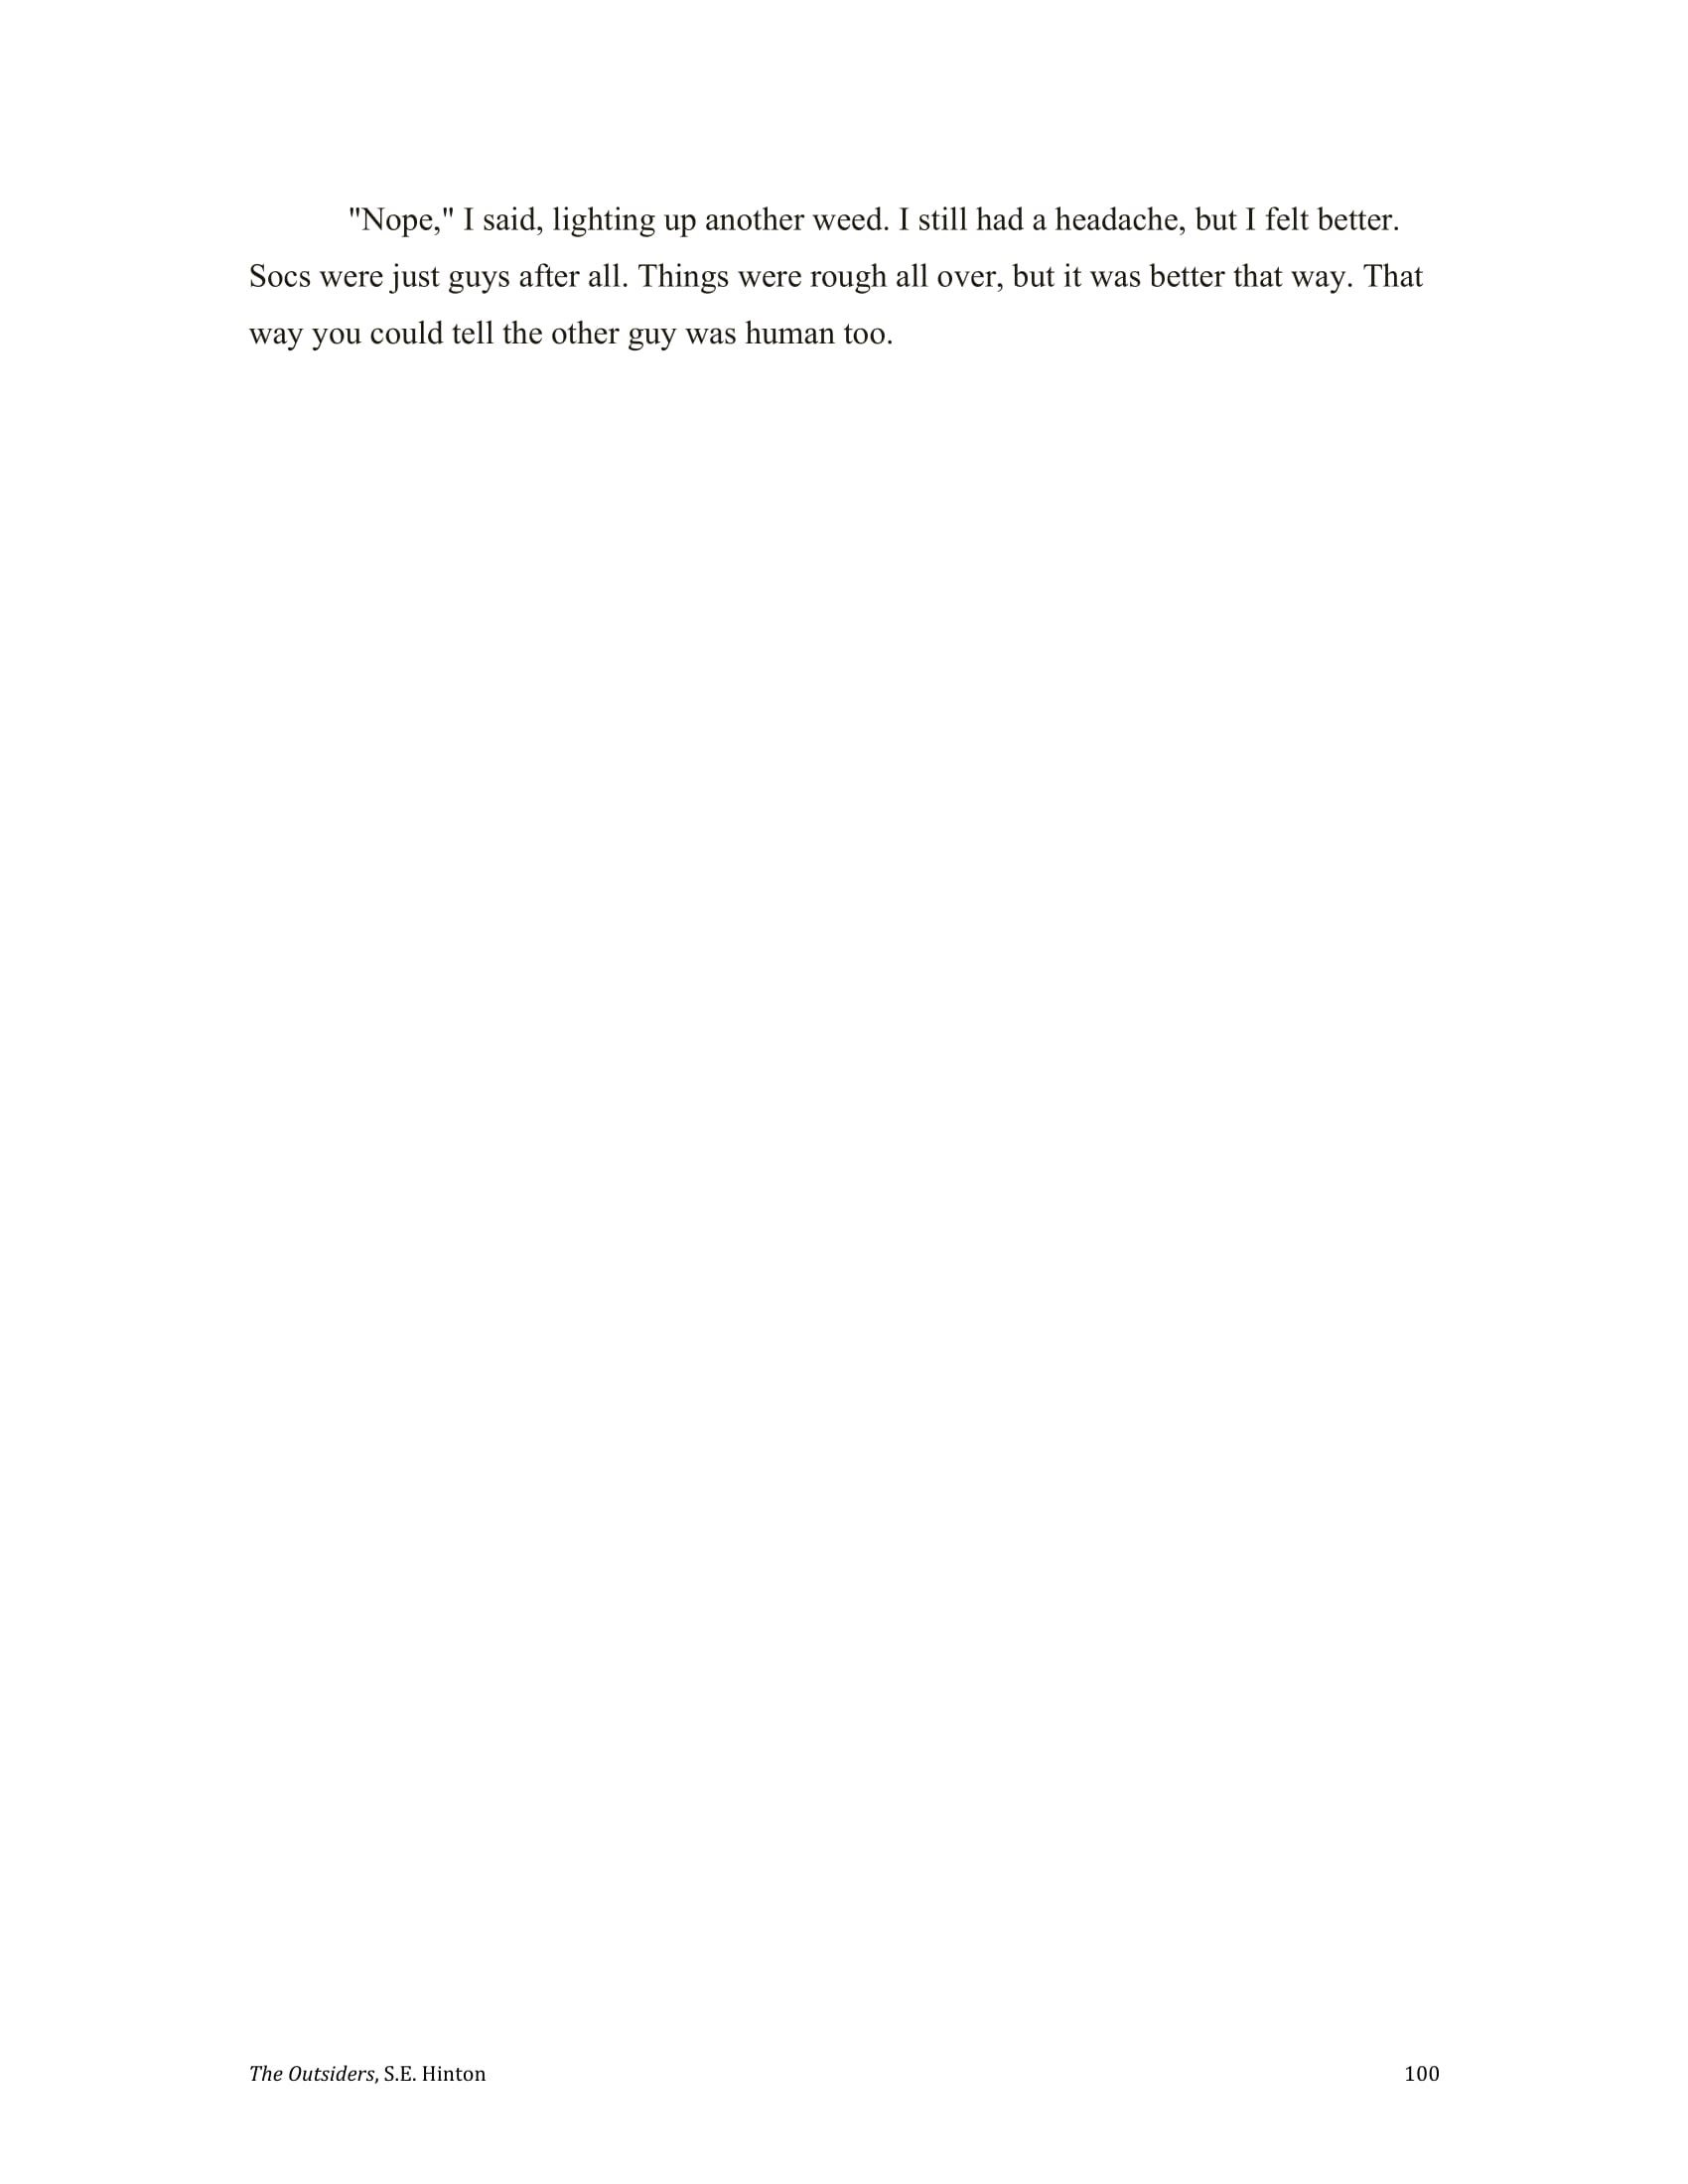 "Nope," I said, lighting up another weed. I still had a headache, but I felt better.
Socs were just guys after all. Things were rough all over, but it was better that way. That
way you could tell the other guy was human too.
The Outsiders, S.E. Hinton 100